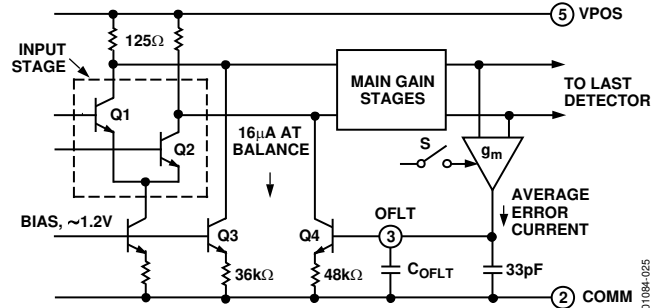 5 VPOS
125Ω
INPUT
STAGE
MAIN GAIN
STAGES
TO LAST
DETECTOR
Q1
Q2
16μA AT
BALANCE
S
gm
AVERAGE
ERROR
CURRENT
BIAS, ~1.2V
Q3
Q4
OFLT
3
36kΩ
48kΩ
COFLT
33pF
2 COMM
01084-025